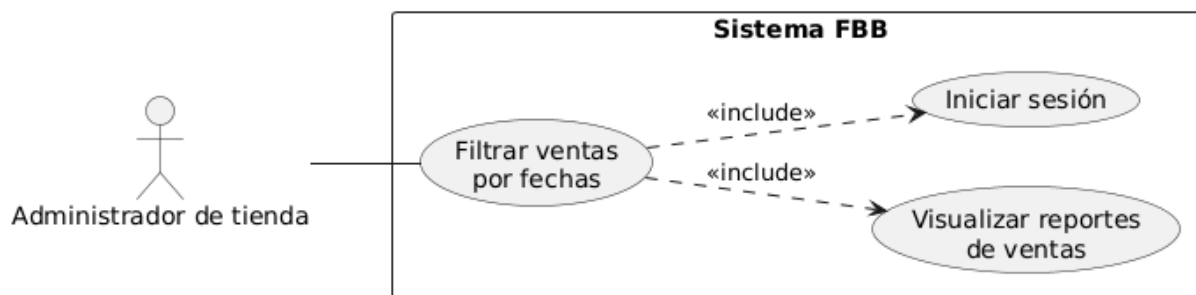 Sistema FBB
Iniciar sesión
«include»
Filtrar ventas
por fechas
«include»
Administrador de tienda
Visualizar reportes
de ventas